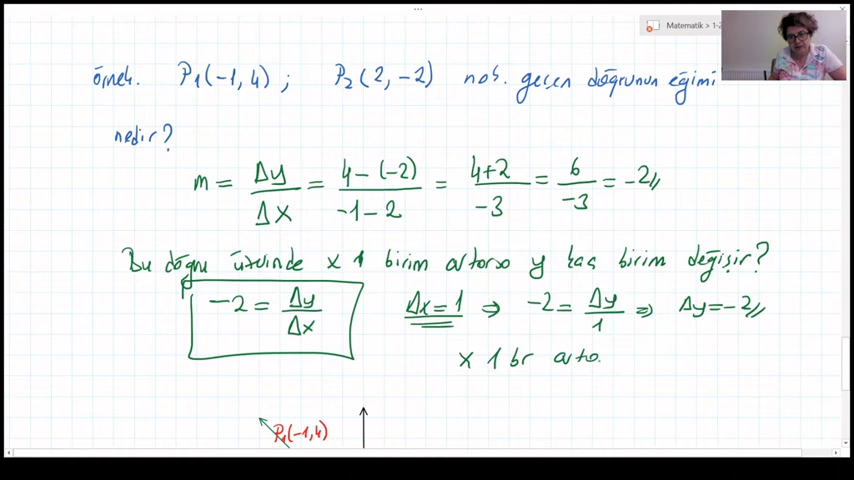 Matematik > 1-2
örnek. P₁(-1,4) ; P₂(2,-2) nok. geçen doğrunun eğimi
nedir?
m = Δy/Δx = 4-(-2)/-1-2 = 4+2/-3 = 6/-3 = -2//
Bu doğru üzerinde x 1 birim artarsa y kaç birim değişir?
-2 = Δy/Δx Δx=1 ⇒ -2 = Δy/1 ⇒ Δy=-2//
x 1 br arta.
P₁(-1,4)